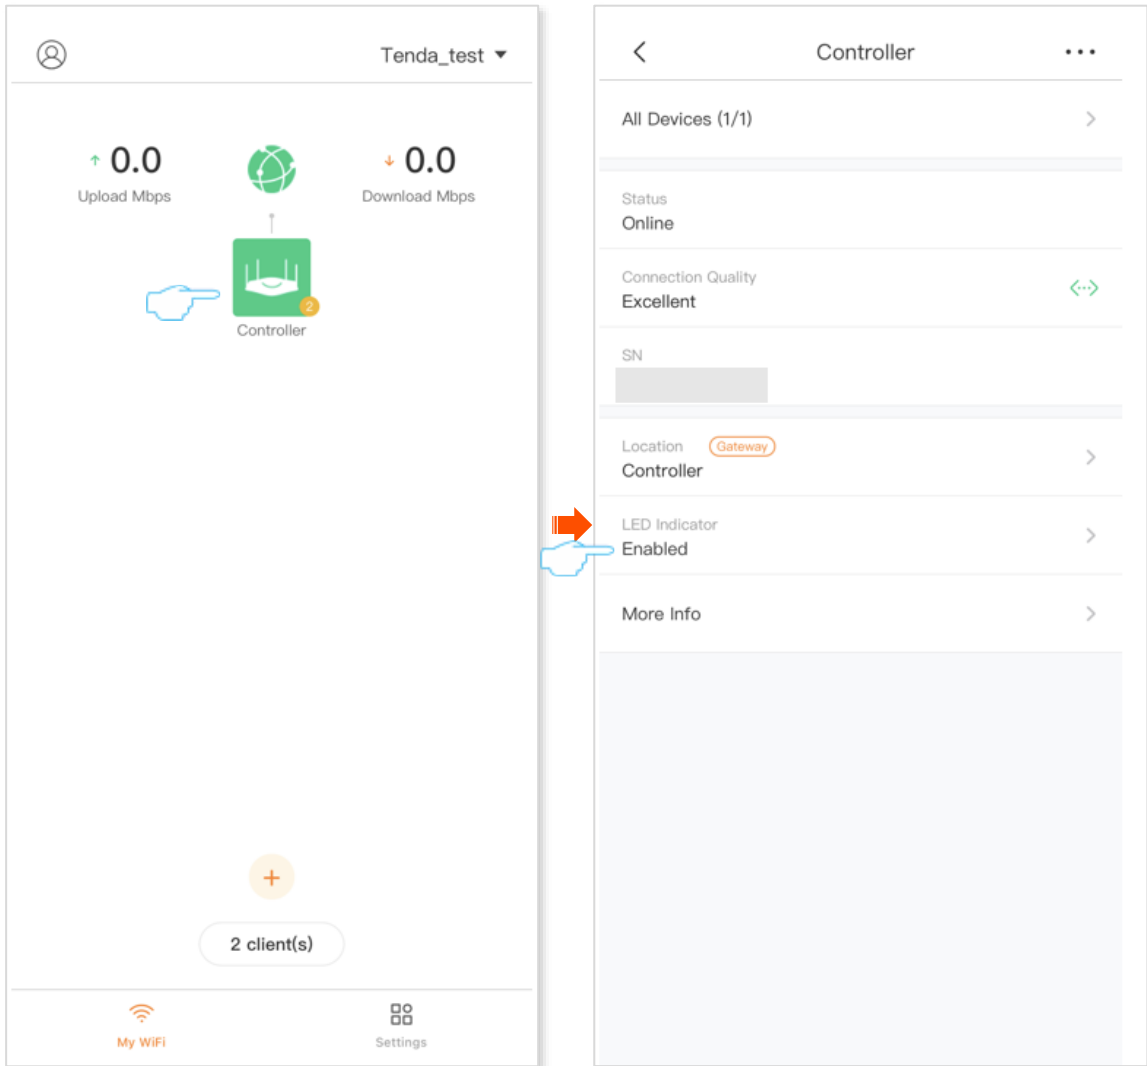 Tenda_test
0.0
Upload Mbps
0.0
Download Mbps
2
Controller
2 client(s)
My WiFi
Settings
Controller
All Devices (1/1)
Status
Online
Connection Quality
Excellent
SN
Location Gateway
Controller
LED Indicator
Enabled
More Info